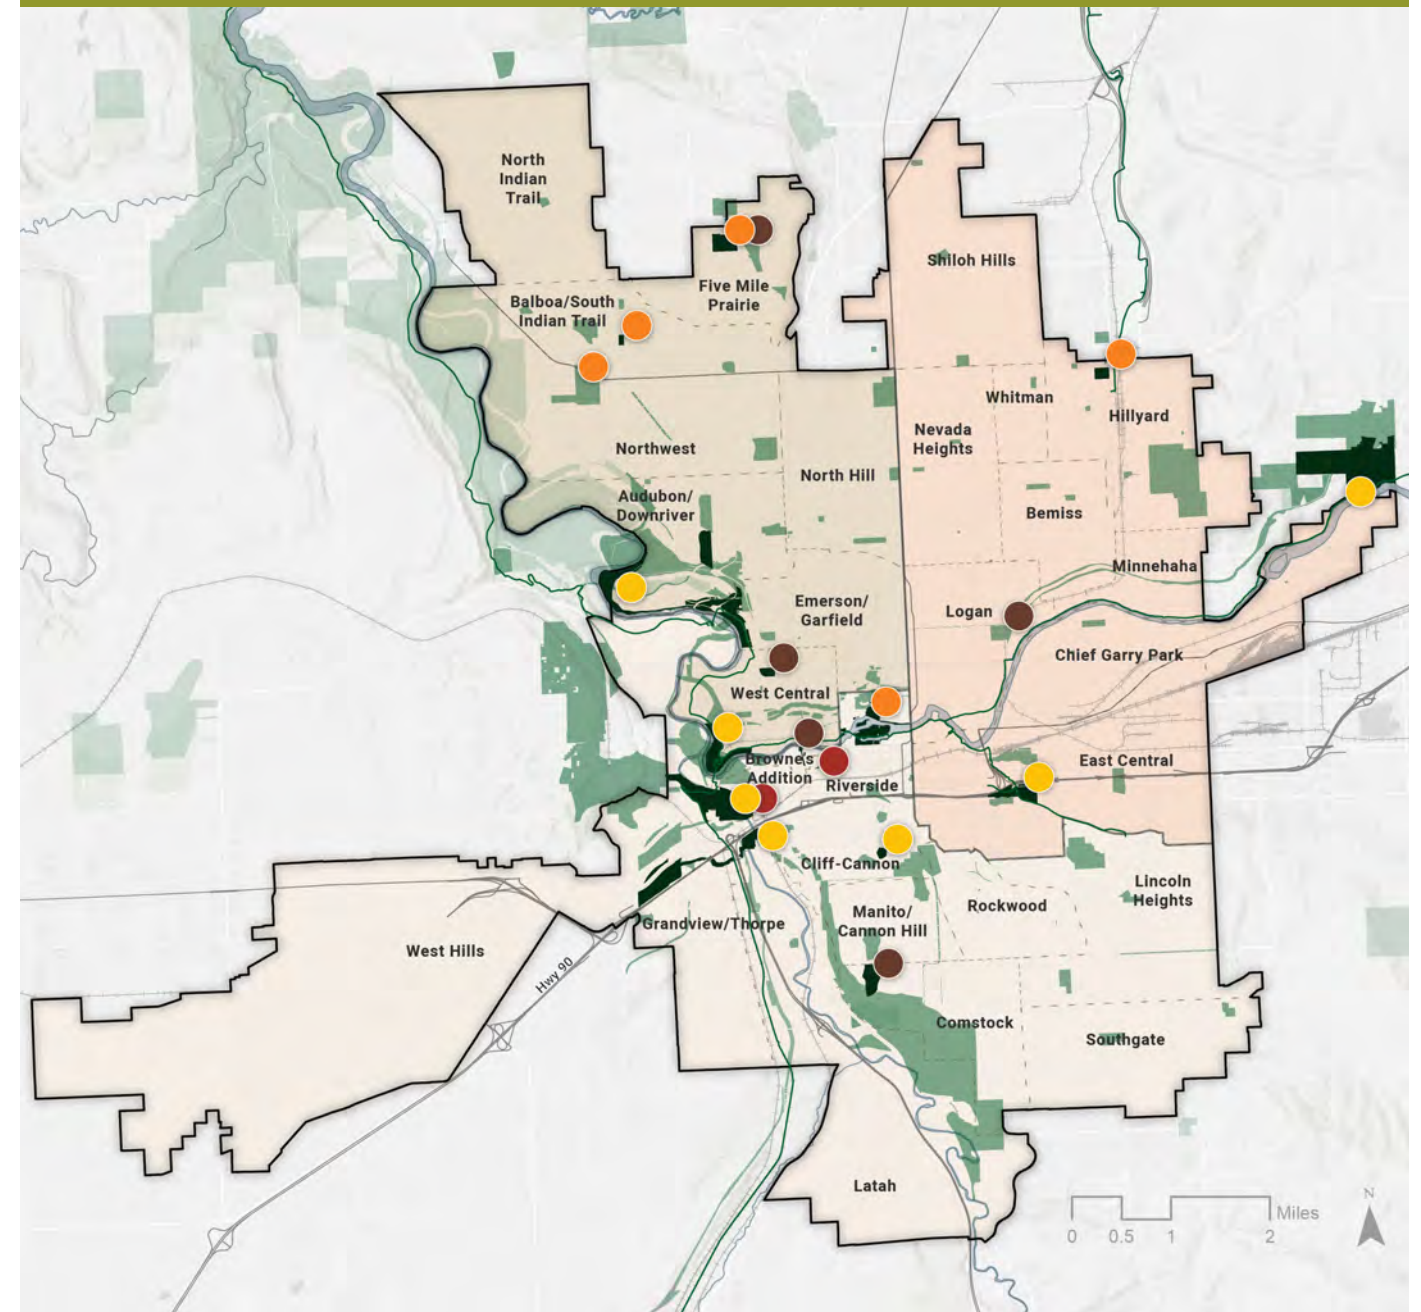 North
Indian
Trail
Shiloh Hills
Five Mile
Prairie
Balboa/South
Indian Trail
Whitman
Hillyard
Nevada
Heights
Northwest
North Hill
Audubon/
Downriver
Bemiss
Minnehaha
Emerson/
Garfield
Logan
Chief Garry Park
West Central
Browne's
Addition
East Central
Riverside
Cliff-Cannon
Lincoln
Heights
Rockwood
Manito/
Cannon Hill
Grandview/Thorpe
West Hills
Hwy 90
Comstock
Southgate
Latah
N
Miles
0 0.5 1 2